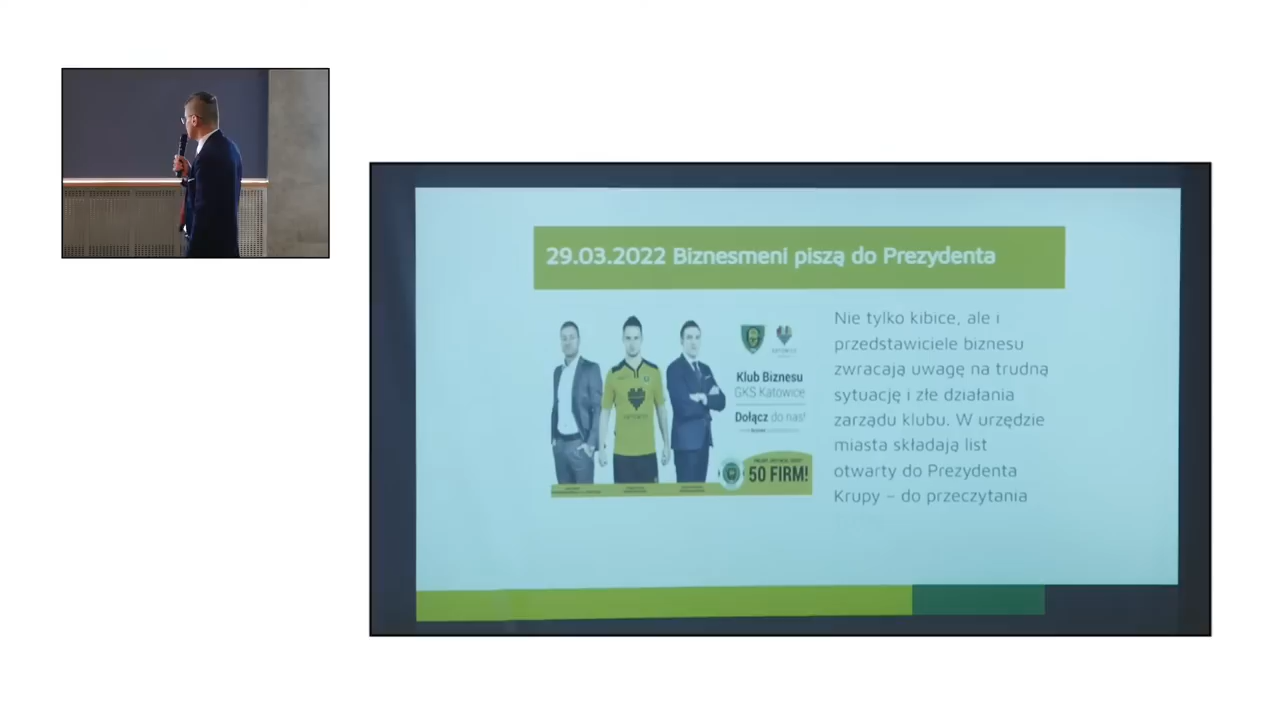 29.03.2022 Biznesmeni piszą do Prezydenta
Nie tylko kibice, ale i
przedstawiciele biznesu
zwracają uwagę na trudną
sytuację i złe działania
zarządu klubu. W urzędzie
miasta składają list
otwarty do Prezydenta
Krupy – do przeczytania
Klub Biznesu
GKS Katowice
Dołącz do nas!
50 FIRM!